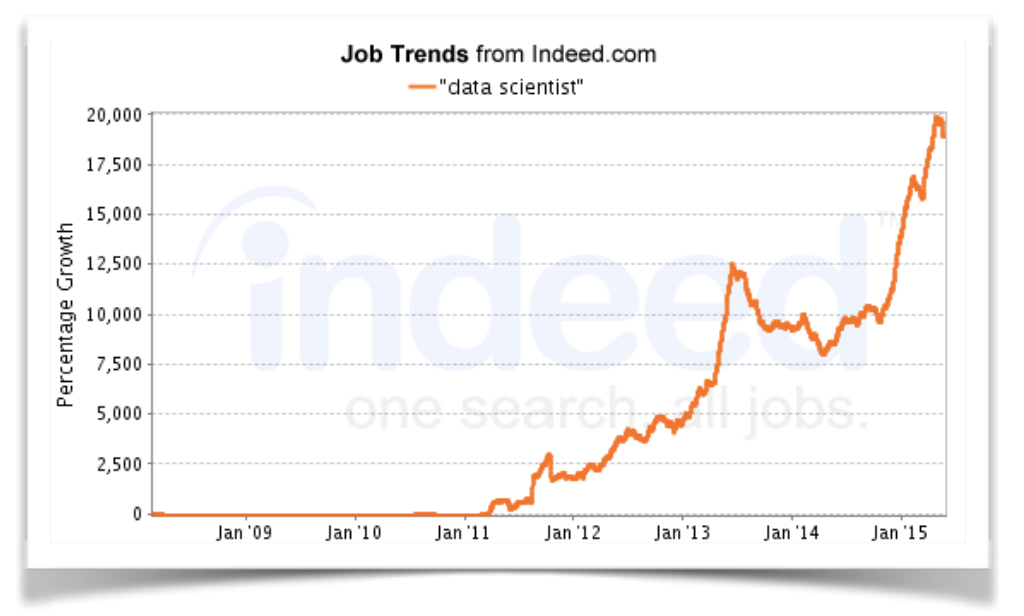 Job Trends from Indeed.com
"data scientist"
Percentage Growth
20,000
17,500
15,000
12,500
10,000
7,500
5,000
2,500
0
Jan '09 Jan '10 Jan '11 Jan '12 Jan '13 Jan '14 Jan '15
indeed TM
one search. all jobs.